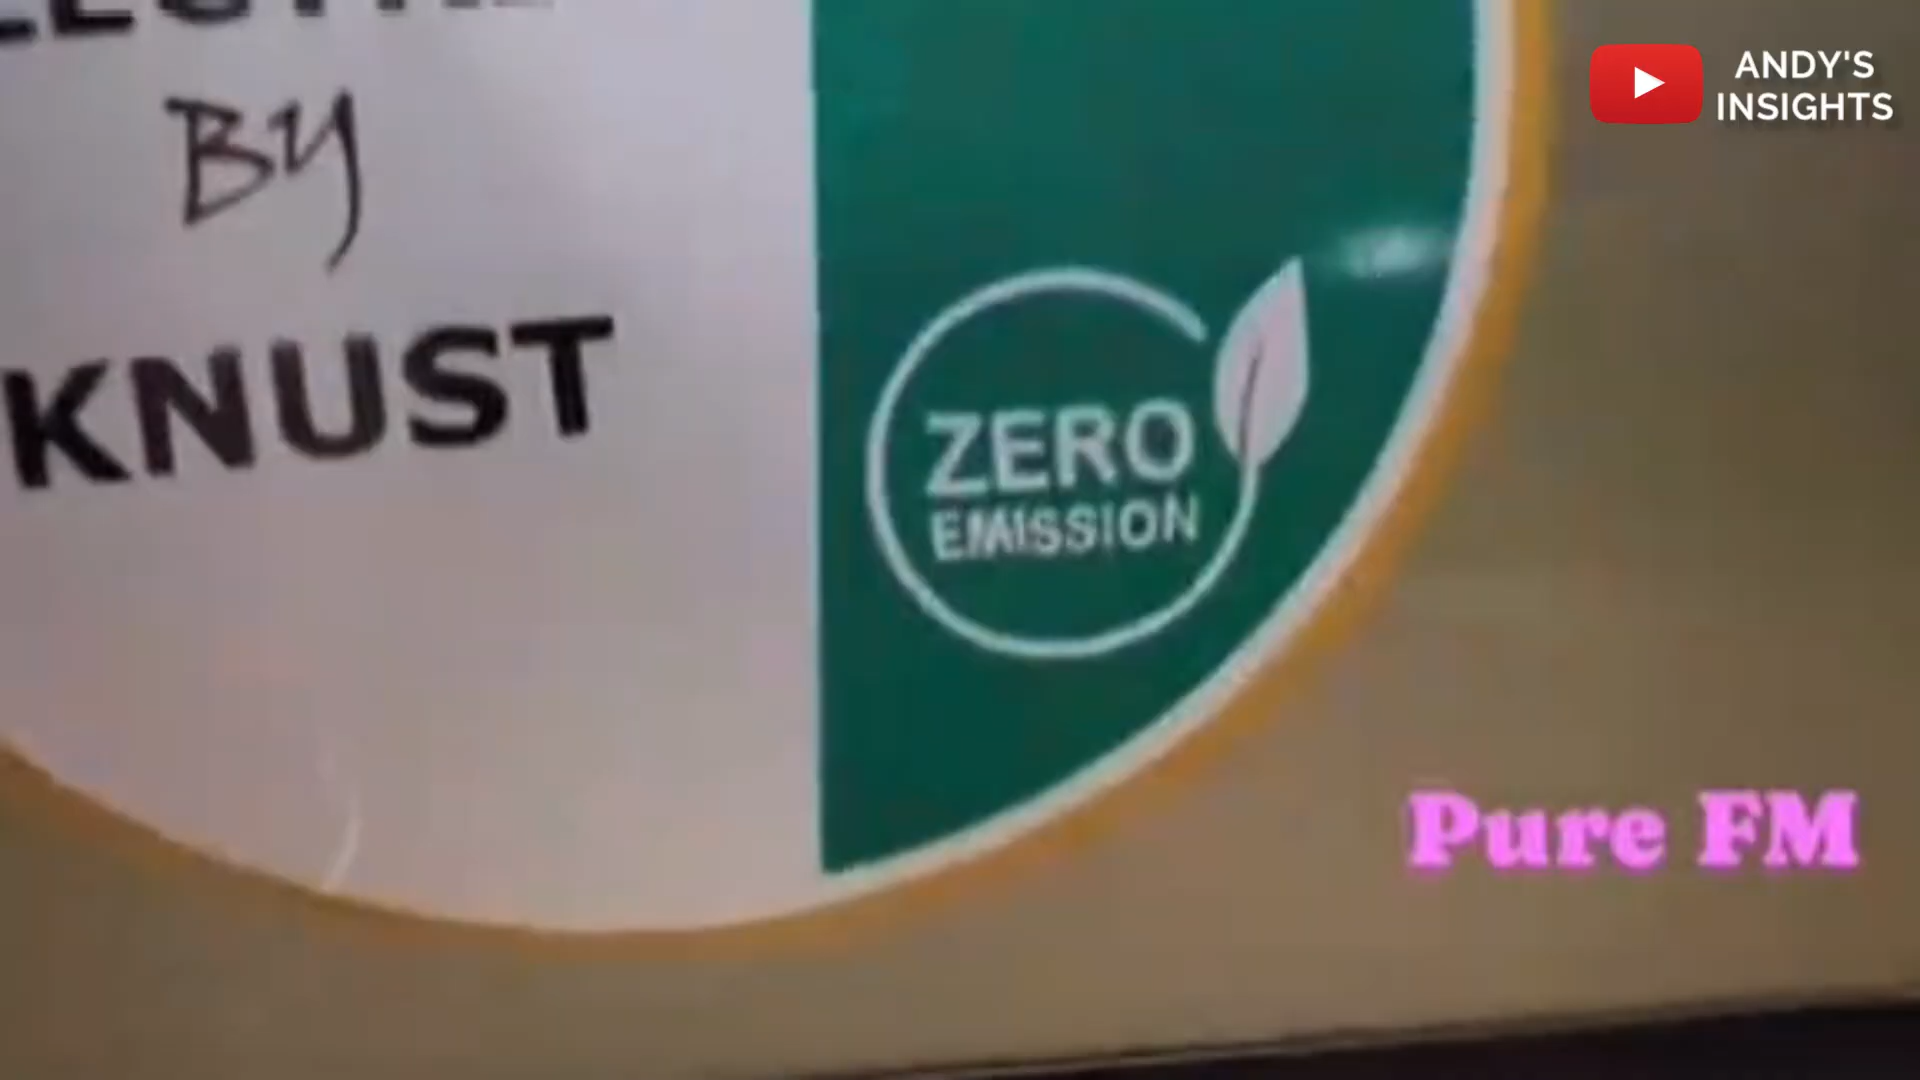 BY
KNUST
ZERO
EMISSION
ANDY'S
INSIGHTS
Pure FM